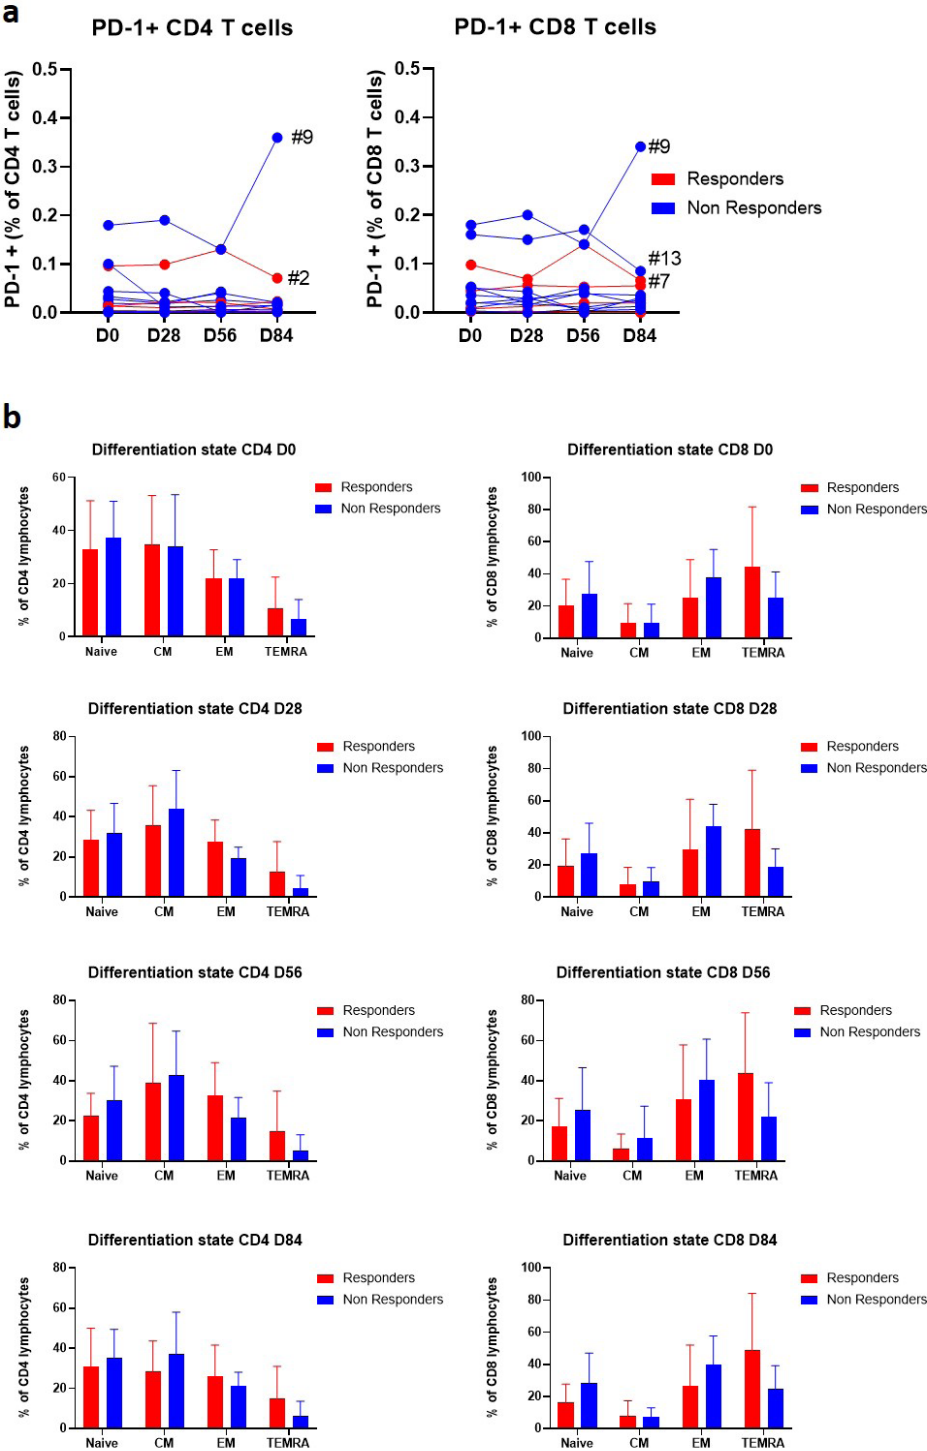 a
PD-1+ CD4 T cells
PD-1 + (% of CD4 T cells)
0.5
0.4
0.3
0.2
0.1
0.0
#9
#2
D0 D28 D56 D84
PD-1+ CD8 T cells
PD-1 + (% of CD8 T cells)
0.5
0.4
0.3
0.2
0.1
0.0
#9
#13
#7
D0 D28 D56 D84
Responders
Non Responders
b
Differentiation state CD4 D0
% of CD4 lymphocytes
60
40
20
0
Naive CM EM TEMRA
Responders
Non Responders
Differentiation state CD8 D0
% of CD8 lymphocytes
100
80
60
40
20
0
Naive CM EM TEMRA
Responders
Non Responders
Differentiation state CD4 D28
% of CD4 lymphocytes
80
60
40
20
0
Naive CM EM TEMRA
Responders
Non Responders
Differentiation state CD8 D28
% of CD8 lymphocytes
100
80
60
40
20
0
Naive CM EM TEMRA
Responders
Non Responders
Differentiation state CD4 D56
% of CD4 lymphocytes
80
60
40
20
0
Naive CM EM TEMRA
Responders
Non Responders
Differentiation state CD8 D56
% of CD8 lymphocytes
80
60
40
20
0
Naive CM EM TEMRA
Responders
Non Responders
Differentiation state CD4 D84
% of CD4 lymphocytes
80
60
40
20
0
Naive CM EM TEMRA
Responders
Non Responders
Differentiation state CD8 D84
% of CD8 lymphocytes
100
80
60
40
20
0
Naive CM EM TEMRA
Responders
Non Responders